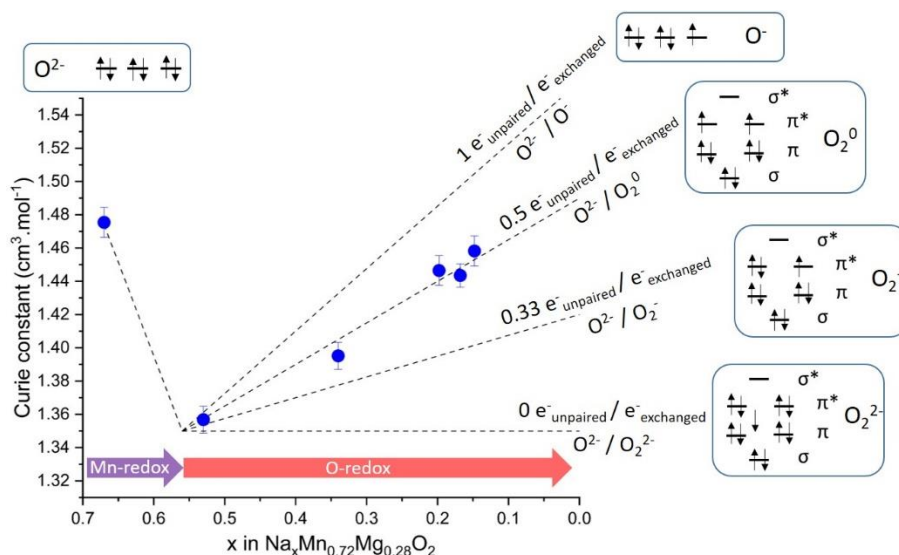 O²⁻
1.54
1.52
1.50
1.48
1.46
1.44
1.42
1.40
1.38
1.36
1.34
1.32
Curie constant (cm³.mol⁻¹)
0.7 0.6 0.5 0.4 0.3 0.2 0.1 0.0
x in NaₓMn₀.₇₂Mg₀.₂₈O₂
Mn-redox
O-redox
1 e⁻unpaired / e⁻exchanged
O²⁻ / O⁻
0.5 e⁻unpaired / e⁻exchanged
O²⁻ / O₂⁰
0.33 e⁻unpaired / e⁻exchanged
O²⁻ / O₂⁻
0 e⁻unpaired / e⁻exchanged
O²⁻ / O₂²⁻
O⁻
σ*
π*
π O₂⁰
σ
σ*
π*
π O₂⁻
σ
σ*
π* O₂²⁻
π
σ